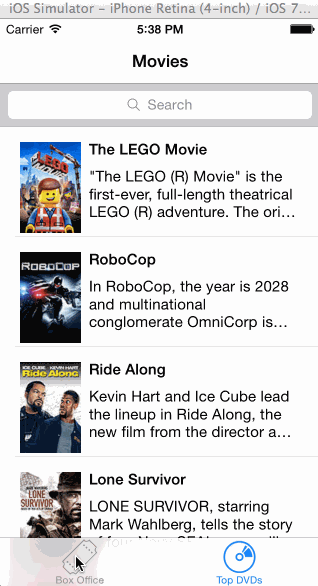 iOS Simulator – iPhone Retina (4-inch) / iOS 7...
Carrier 5:38 PM
Movies
Search
LEGO
The LEGO Movie
"The LEGO (R) Movie" is the
first-ever, full-length theatrical
LEGO (R) adventure. The ori...
ROBOCOP
RoboCop
In RoboCop, the year is 2028
and multinational
conglomerate OmniCorp is...
ICE CUBE KEVIN HART
Ride Along
Ride Along
Kevin Hart and Ice Cube lead
the lineup in Ride Along, the
new film from the director a...
LONE
SURVIVOR
Lone Survivor
LONE SURVIVOR, starring
Mark Wahlberg, tells the story
Box Office
Top DVDs